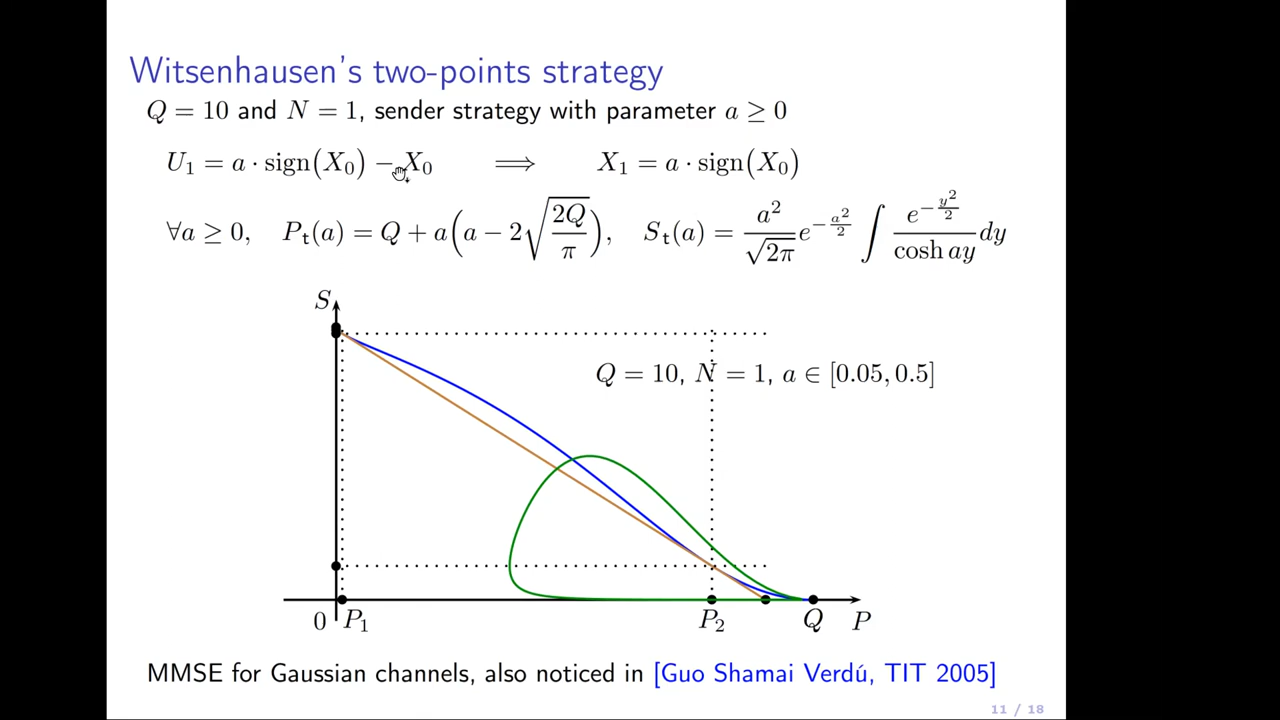 Witsenhausen's two-points strategy
Q = 10 and N = 1, sender strategy with parameter a ≥ 0
U₁ = a · sign(X₀) − X₀ ⟹ X₁ = a · sign(X₀)
∀a ≥ 0, Pₜ(a) = Q + a(a − 2√(2Q/π)), Sₜ(a) = a²/√(2π) e^(−a²/2) ∫ e^(−y²/2)/cosh ay dy
S
Q = 10, N = 1, a ∈ [0.05, 0.5]
0 P₁ P₂ Q P
MMSE for Gaussian channels, also noticed in [Guo Shamai Verdú, TIT 2005]
11 / 18